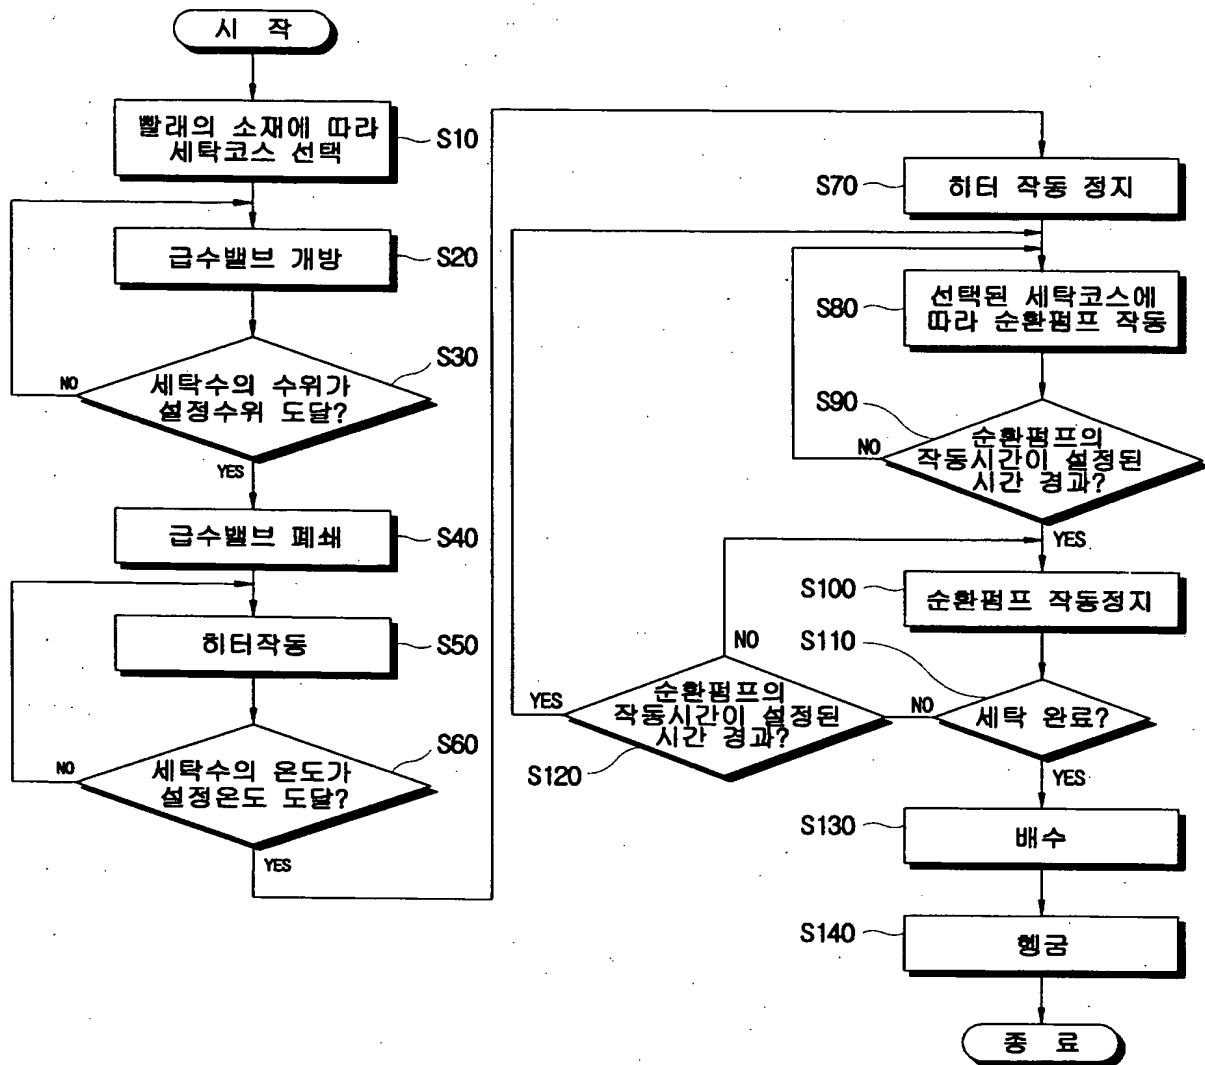 시 작
빨래의 소재에 따라
세탁코스 선택
S10
급수밸브 개방
S20
세탁수의 수위가
설정수위 도달?
S30
NO
YES
급수밸브 폐쇄
S40
히터작동
S50
세탁수의 온도가
설정온도 도달?
S60
NO
YES
히터 작동 정지
S70
선택된 세탁코스에
따라 순환펌프 작동
S80
순환펌프의
작동시간이 설정된
시간 경과?
S90
NO
YES
순환펌프 작동정지
S100
세탁 완료?
S110
NO
YES
순환펌프의
작동시간이 설정된
시간 경과?
S120
NO
YES
배수
S130
헹굼
S140
종 료